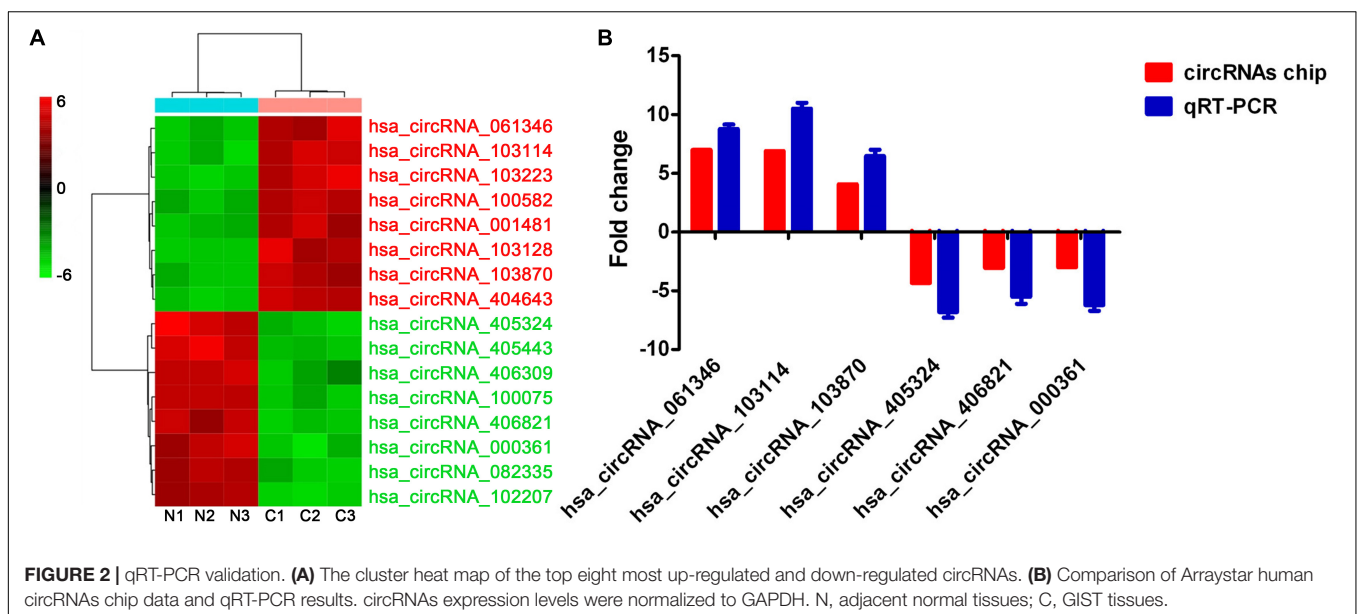 A
6
0
-6
hsa_circRNA_061346
hsa_circRNA_103114
hsa_circRNA_103223
hsa_circRNA_100582
hsa_circRNA_001481
hsa_circRNA_103128
hsa_circRNA_103870
hsa_circRNA_404643
hsa_circRNA_405324
hsa_circRNA_405443
hsa_circRNA_406309
hsa_circRNA_100075
hsa_circRNA_406821
hsa_circRNA_000361
hsa_circRNA_082335
hsa_circRNA_102207
N1 N2 N3 C1 C2 C3
B
Fold change
15
10
5
0
-5
-10
circRNAs chip
qRT-PCR
hsa_circRNA_061346
hsa_circRNA_103114
hsa_circRNA_103870
hsa_circRNA_405324
hsa_circRNA_406821
hsa_circRNA_000361
FIGURE 2 | qRT-PCR validation. (A) The cluster heat map of the top eight most up-regulated and down-regulated circRNAs. (B) Comparison of Arraystar human
circRNAs chip data and qRT-PCR results. circRNAs expression levels were normalized to GAPDH. N, adjacent normal tissues; C, GIST tissues.